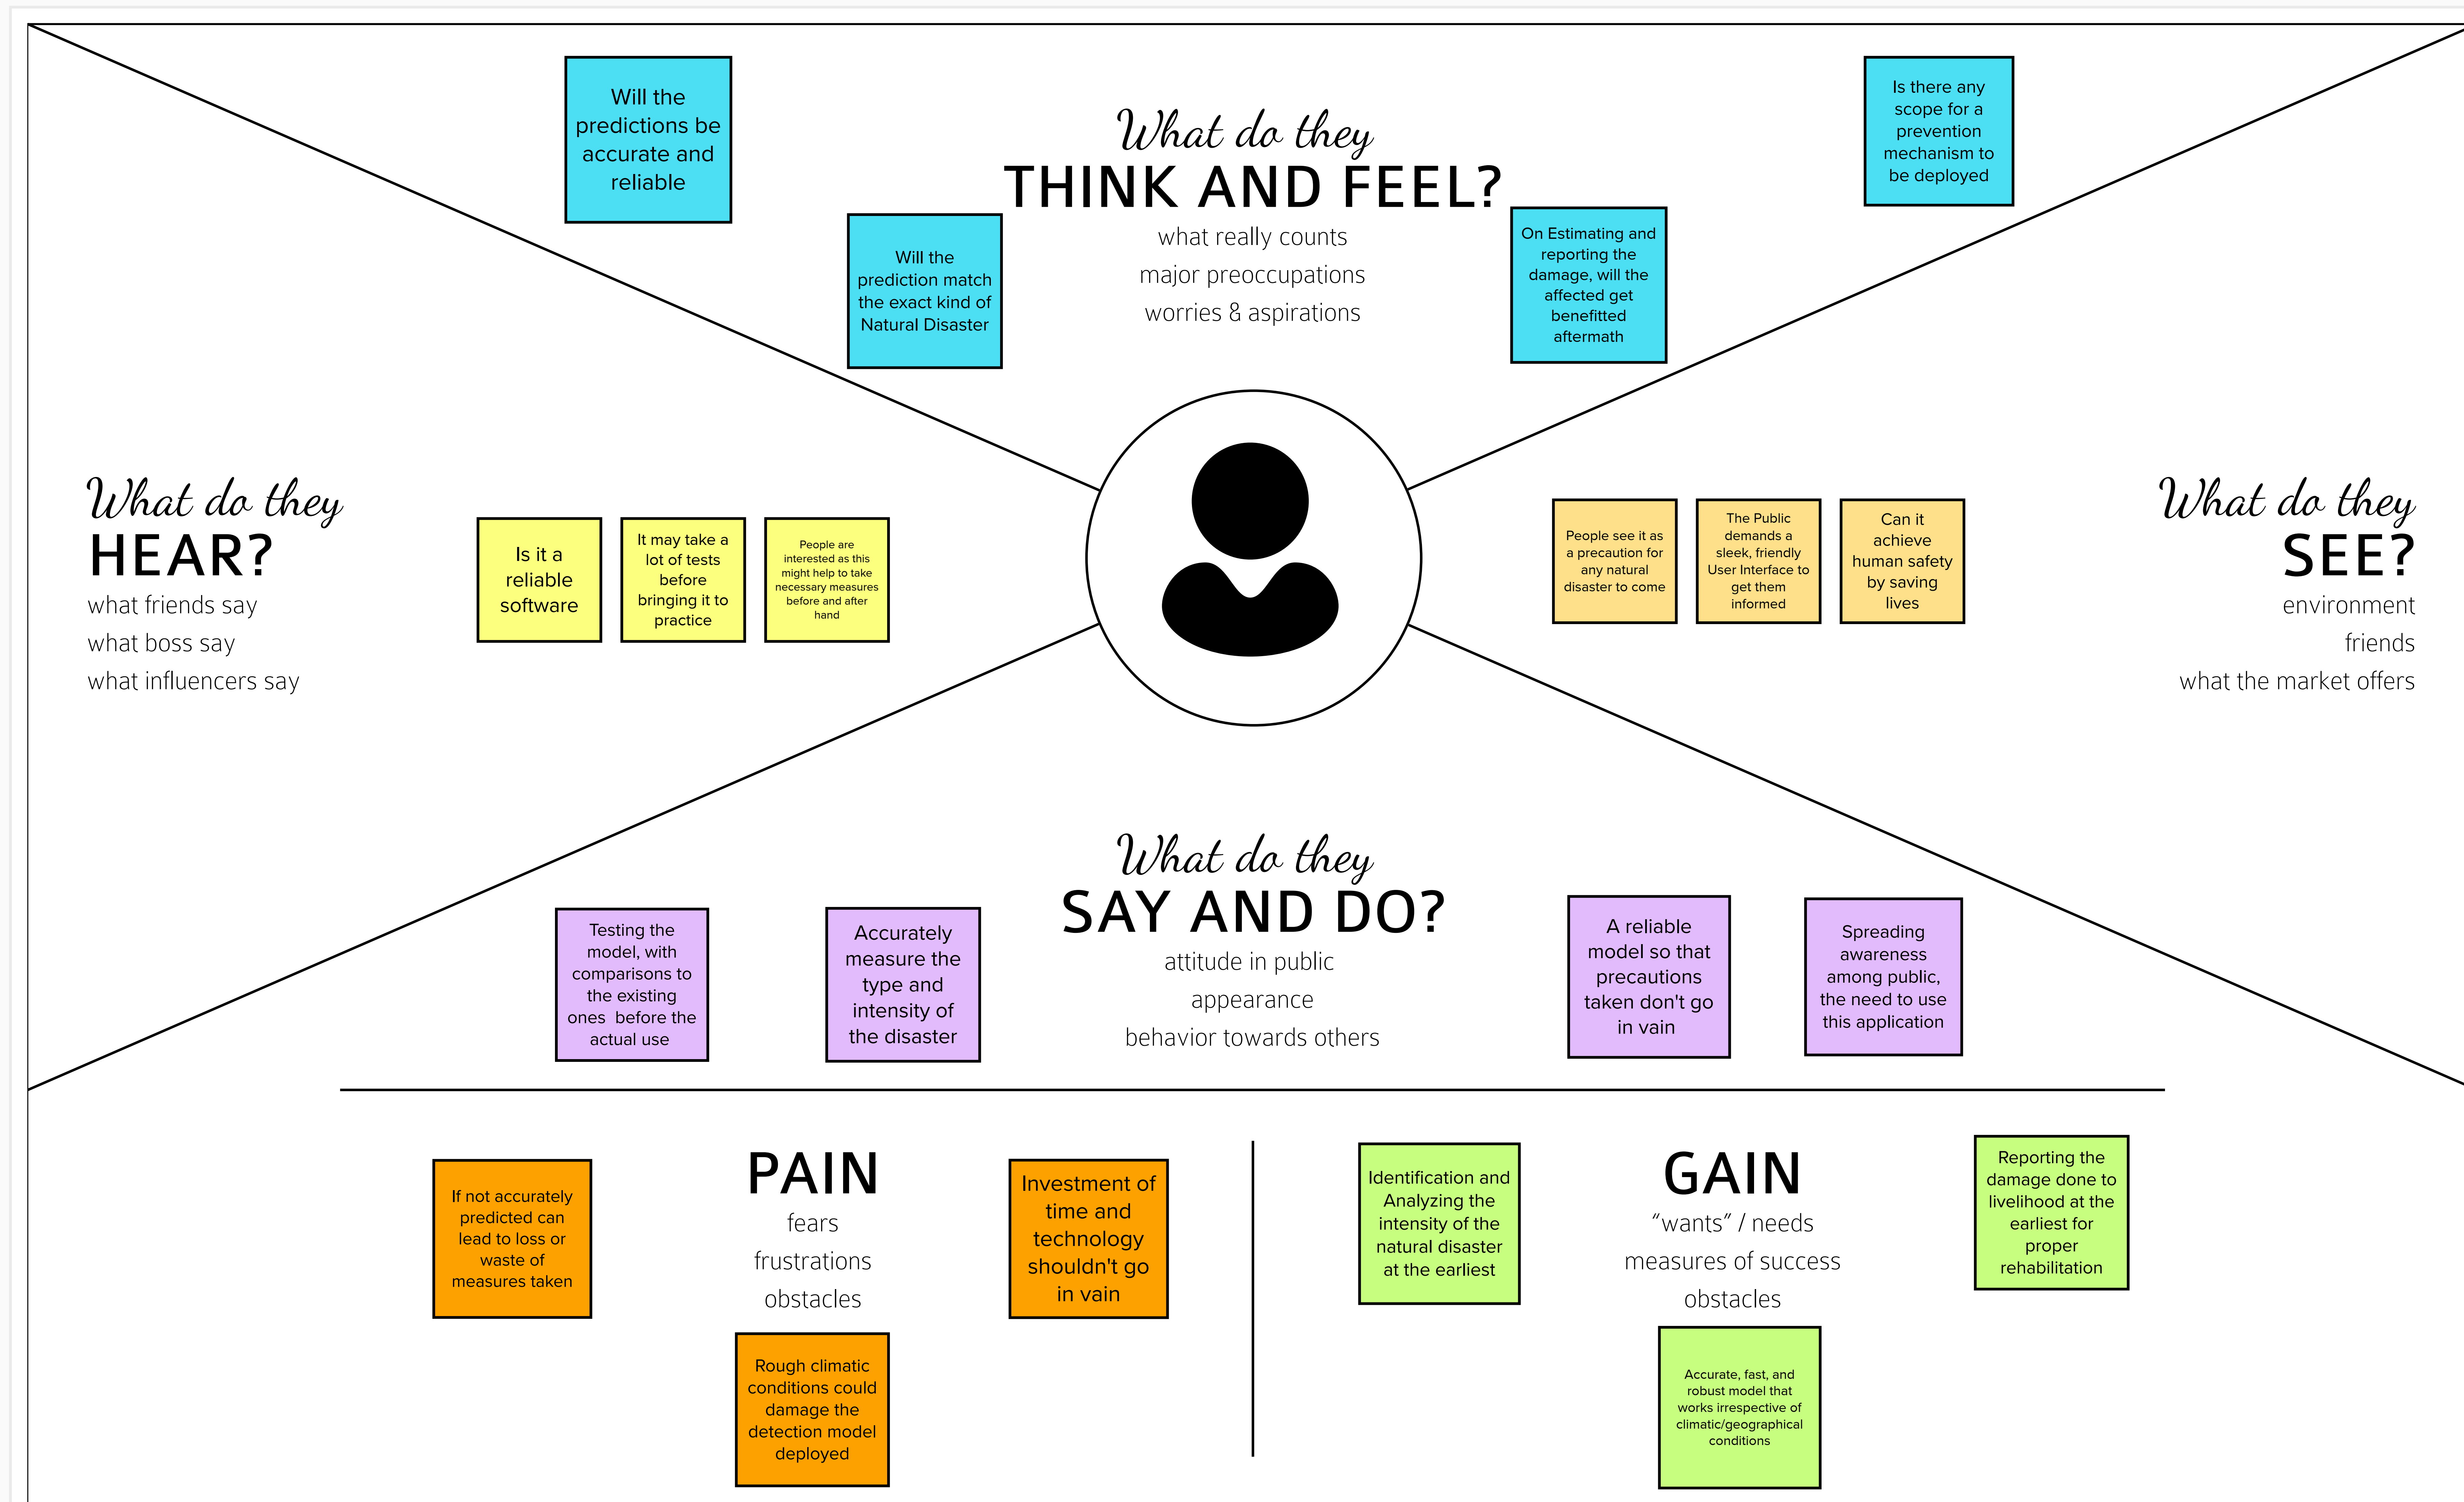 Will the
predictions be
accurate and
reliable
What do they
THINK AND FEEL?
what really counts
major preoccupations
worries & aspirations
Will the
prediction match
the exact kind of
Natural Disaster
On Estimating and
reporting the
damage, will the
affected get
benefitted
aftermath
Is there any
scope for a
prevention
mechanism to
be deployed
What do they
HEAR?
what friends say
what boss say
what influencers say
Is it a
reliable
software
It may take a
lot of tests
before
bringing it to
practice
People are
interested as this
might help to take
necessary measures
before and after
hand
People see it as
a precaution for
any natural
disaster to come
The Public
demands a
sleek, friendly
User Interface to
get them
informed
Can it
achieve
human safety
by saving
lives
What do they
SEE?
environment
friends
what the market offers
What do they
SAY AND DO?
attitude in public
appearance
behavior towards others
Testing the
model, with
comparisons to
the existing
ones  before the
actual use
Accurately
measure the
type and
intensity of
the disaster
A reliable
model so that
precautions
taken don't go
in vain
Spreading
awareness
among public,
the need to use
this application
PAIN
fears
frustrations
obstacles
If not accurately
predicted can
lead to loss or
waste of
measures taken
Investment of
time and
technology
shouldn't go
in vain
Rough climatic
conditions could
damage the
detection model
deployed
GAIN
“wants” / needs
measures of success
obstacles
Identification and
Analyzing the
intensity of the
natural disaster
at the earliest
Reporting the
damage done to
livelihood at the
earliest for
proper
rehabilitation
Accurate, fast, and
robust model that
works irrespective of
climatic/geographical
conditions